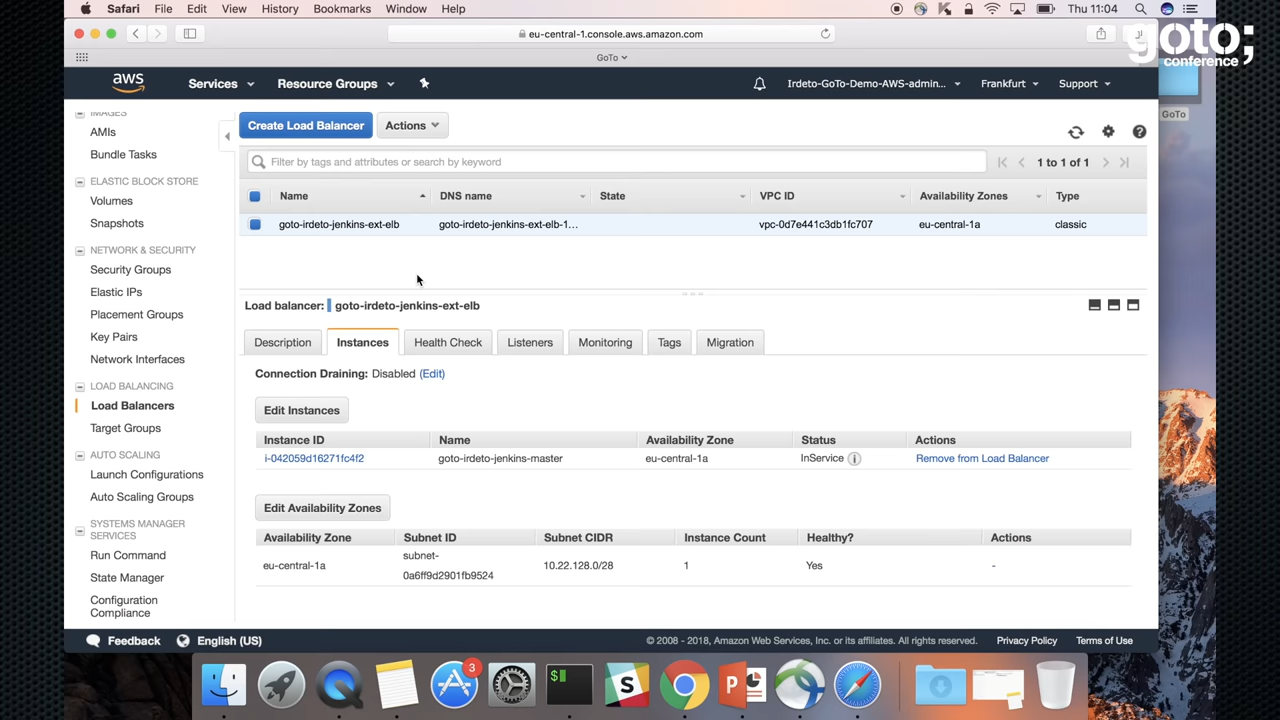 Safari File Edit View History Bookmarks Window Help Thu 11:04
eu-central-1.console.aws.amazon.com
goto;
conference
GoTo
aws Services Resource Groups Irdeto-GoTo-Demo-AWS-admin... Frankfurt Support
GoTo
IMAGES
AMIs
Bundle Tasks
ELASTIC BLOCK STORE
Volumes
Snapshots
NETWORK & SECURITY
Security Groups
Elastic IPs
Placement Groups
Key Pairs
Network Interfaces
LOAD BALANCING
Load Balancers
Target Groups
AUTO SCALING
Launch Configurations
Auto Scaling Groups
SYSTEMS MANAGER
SERVICES
Run Command
State Manager
Configuration
Compliance
Create Load Balancer Actions
Filter by tags and attributes or search by keyword 1 to 1 of 1
Name DNS name State VPC ID Availability Zones Type
goto-irdeto-jenkins-ext-elb goto-irdeto-jenkins-ext-elb-1... vpc-0d7e441c3db1fc707 eu-central-1a classic
Load balancer: goto-irdeto-jenkins-ext-elb
Description Instances Health Check Listeners Monitoring Tags Migration
Connection Draining: Disabled (Edit)
Edit Instances
Instance ID Name Availability Zone Status Actions
i-042059d16271fc4f2 goto-irdeto-jenkins-master eu-central-1a InService Remove from Load Balancer
Edit Availability Zones
Availability Zone Subnet ID Subnet CIDR Instance Count Healthy? Actions
eu-central-1a subnet-
0a6ff9d2901fb9524 10.22.128.0/28 1 Yes -
Feedback English (US) © 2008 - 2018, Amazon Web Services, Inc. or its affiliates. All rights reserved. Privacy Policy Terms of Use
3
$
S
P